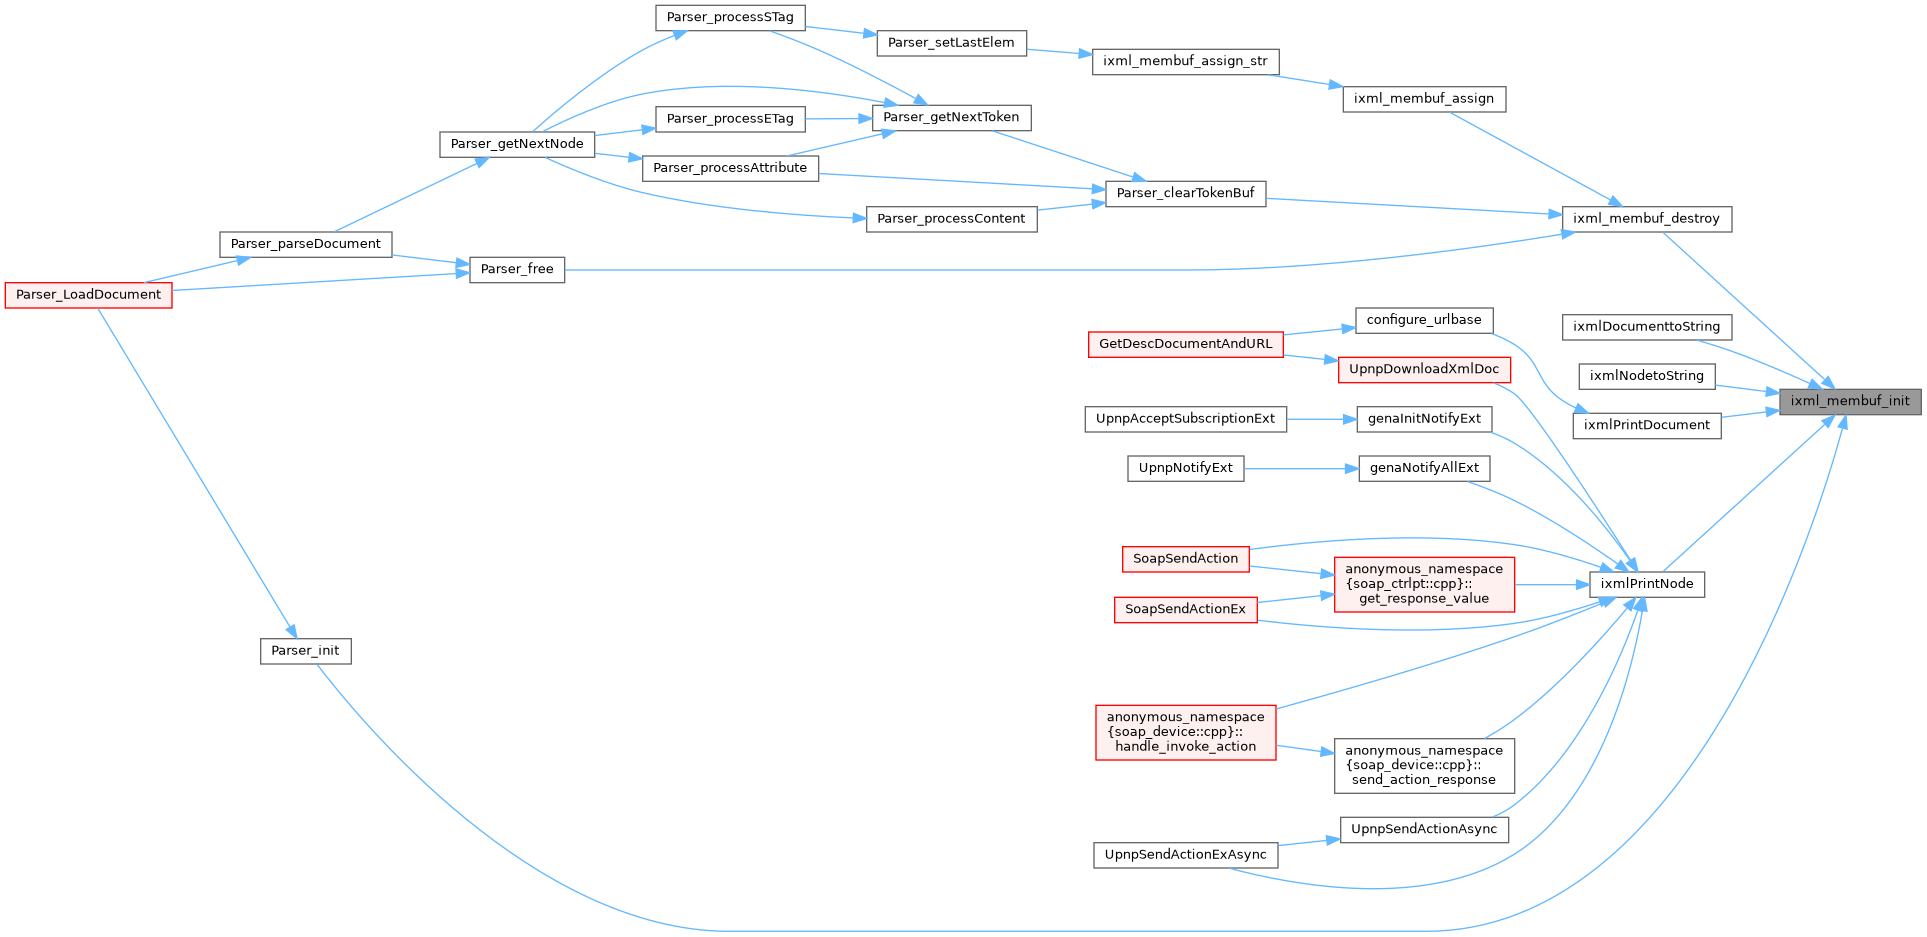 Parser_processSTag
Parser_setLastElem
ixml_membuf_assign_str
ixml_membuf_assign
Parser_processETag
Parser_getNextToken
Parser_getNextNode
Parser_processAttribute
Parser_clearTokenBuf
Parser_processContent
ixml_membuf_destroy
Parser_parseDocument
Parser_free
Parser_LoadDocument
configure_urlbase
ixmlDocumenttoString
GetDescDocumentAndURL
UpnpDownloadXmlDoc
ixmlNodetoString
ixml_membuf_init
UpnpAcceptSubscriptionExt
genaInitNotifyExt
ixmlPrintDocument
UpnpNotifyExt
genaNotifyAllExt
SoapSendAction
anonymous_namespace
{soap_ctrlpt::cpp}::
get_response_value
ixmlPrintNode
SoapSendActionEx
Parser_init
anonymous_namespace
{soap_device::cpp}::
handle_invoke_action
anonymous_namespace
{soap_device::cpp}::
send_action_response
UpnpSendActionAsync
UpnpSendActionExAsync